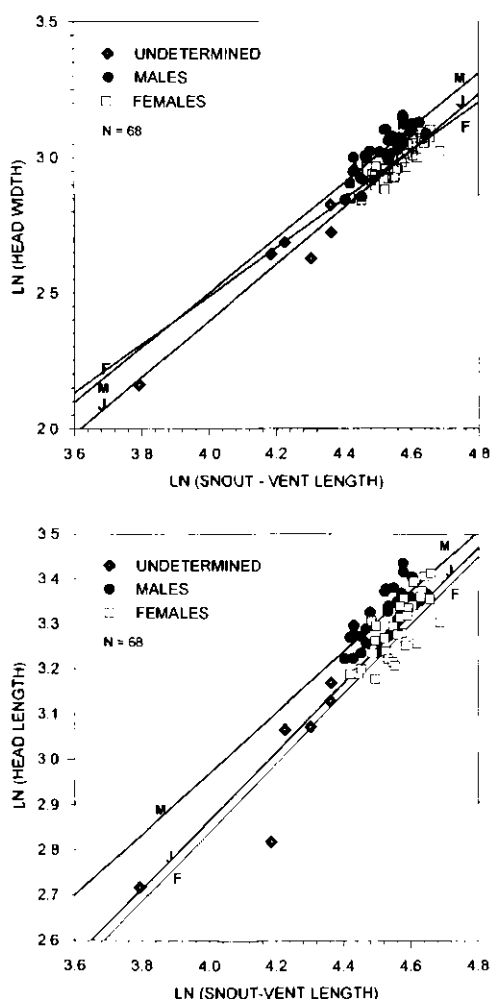 3.5
UNDETERMINED
MALES
FEMALES
N = 68
M
J
F
3.0
LN (HEAD WIDTH)
2.5
F
M
J
2 0
3 6
3.8
4.0
4.2
4.4
4.6
4 8
LN (SNOUT - VENT LENGTH)
3 5
UNDETERMINED
MALES
FEMALES
N = 68
M
J
F
3.4
3.3
3.2
3.1
LN (HEAD LENGTH)
3.0
2.9
M
2.8
J
F
2.7
2 6
3.6
3.8
4.0
4.2
4.4
4.6
4.8
LN (SNOUT-VENT LENGTH)